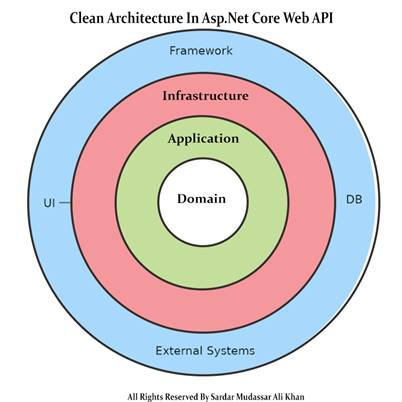 Clean Architecture In Asp.Net Core Web API
Framework
Infrastructure
Application
Domain
UI
DB
External Systems
All Rights Reserved By Sardar Mudassar Ali Khan